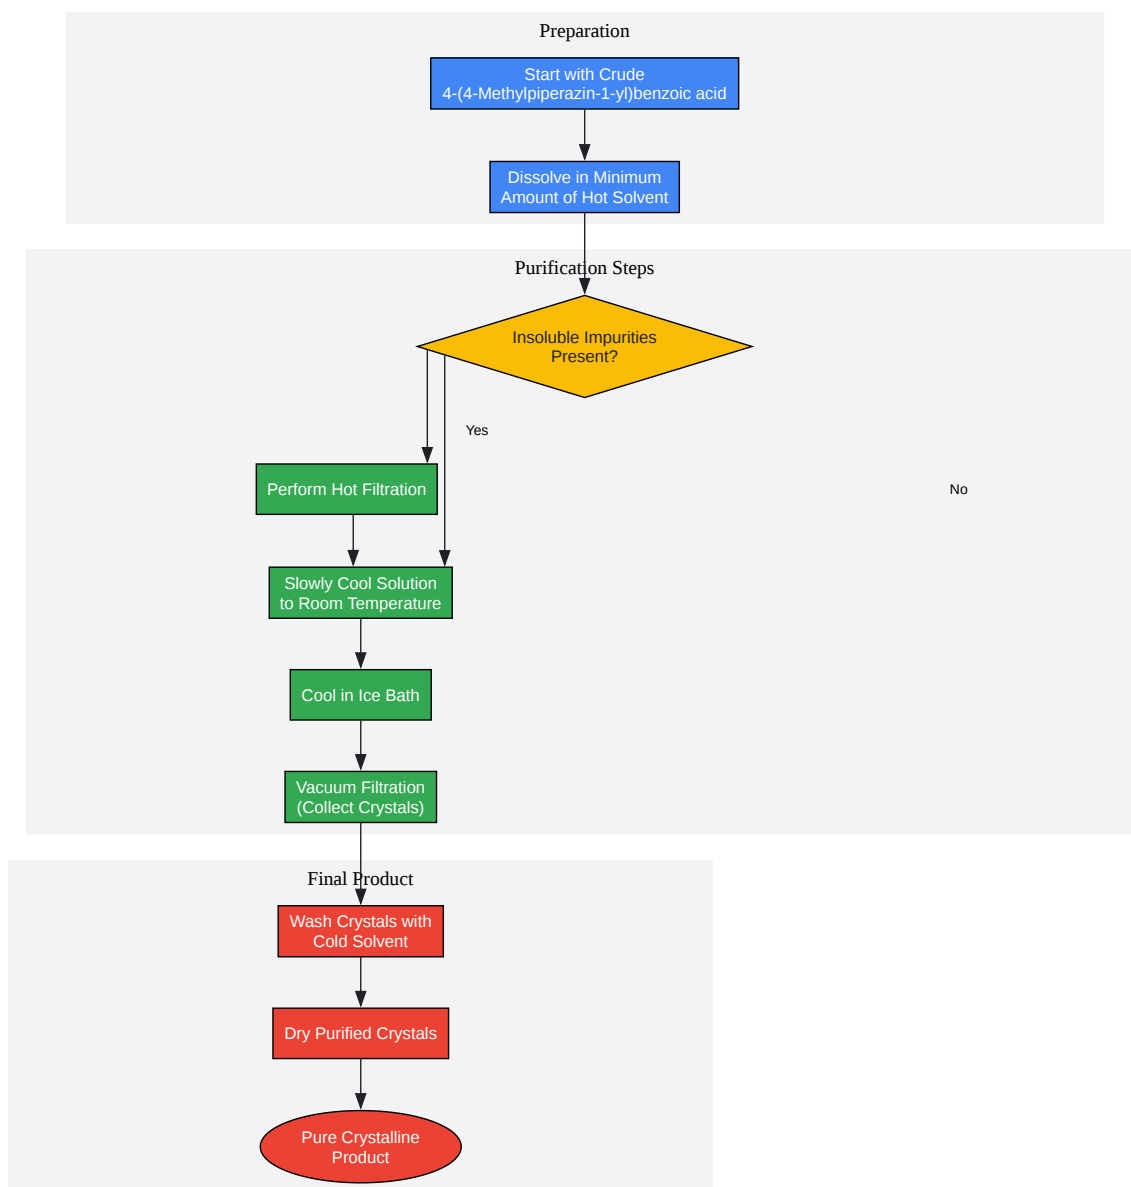 Preparation
Start with Crude
4-(4-Methylpiperazin-1-yl)benzoic acid
Dissolve in Minimum
Amount of Hot Solvent
Purification Steps
Insoluble Impurities
Present?
Yes
Perform Hot Filtration
No
Slowly Cool Solution
to Room Temperature
Cool in Ice Bath
Vacuum Filtration
(Collect Crystals)
Final Product
Wash Crystals with
Cold Solvent
Dry Purified Crystals
Pure Crystalline
Product